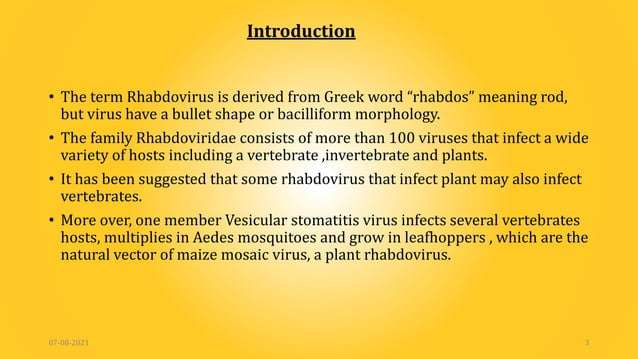 Introduction
• The term Rhabdovirus is derived from Greek word “rhabdos” meaning rod,
but virus have a bullet shape or bacilliform morphology.
• The family Rhabdoviridae consists of more than 100 viruses that infect a wide
variety of hosts including a vertebrate ,invertebrate and plants.
• It has been suggested that some rhabdovirus that infect plant may also infect
vertebrates.
• More over, one member Vesicular stomatitis virus infects several vertebrates
hosts, multiplies in Aedes mosquitoes and grow in leafhoppers , which are the
natural vector of maize mosaic virus, a plant rhabdovirus.
07-08-2021
3